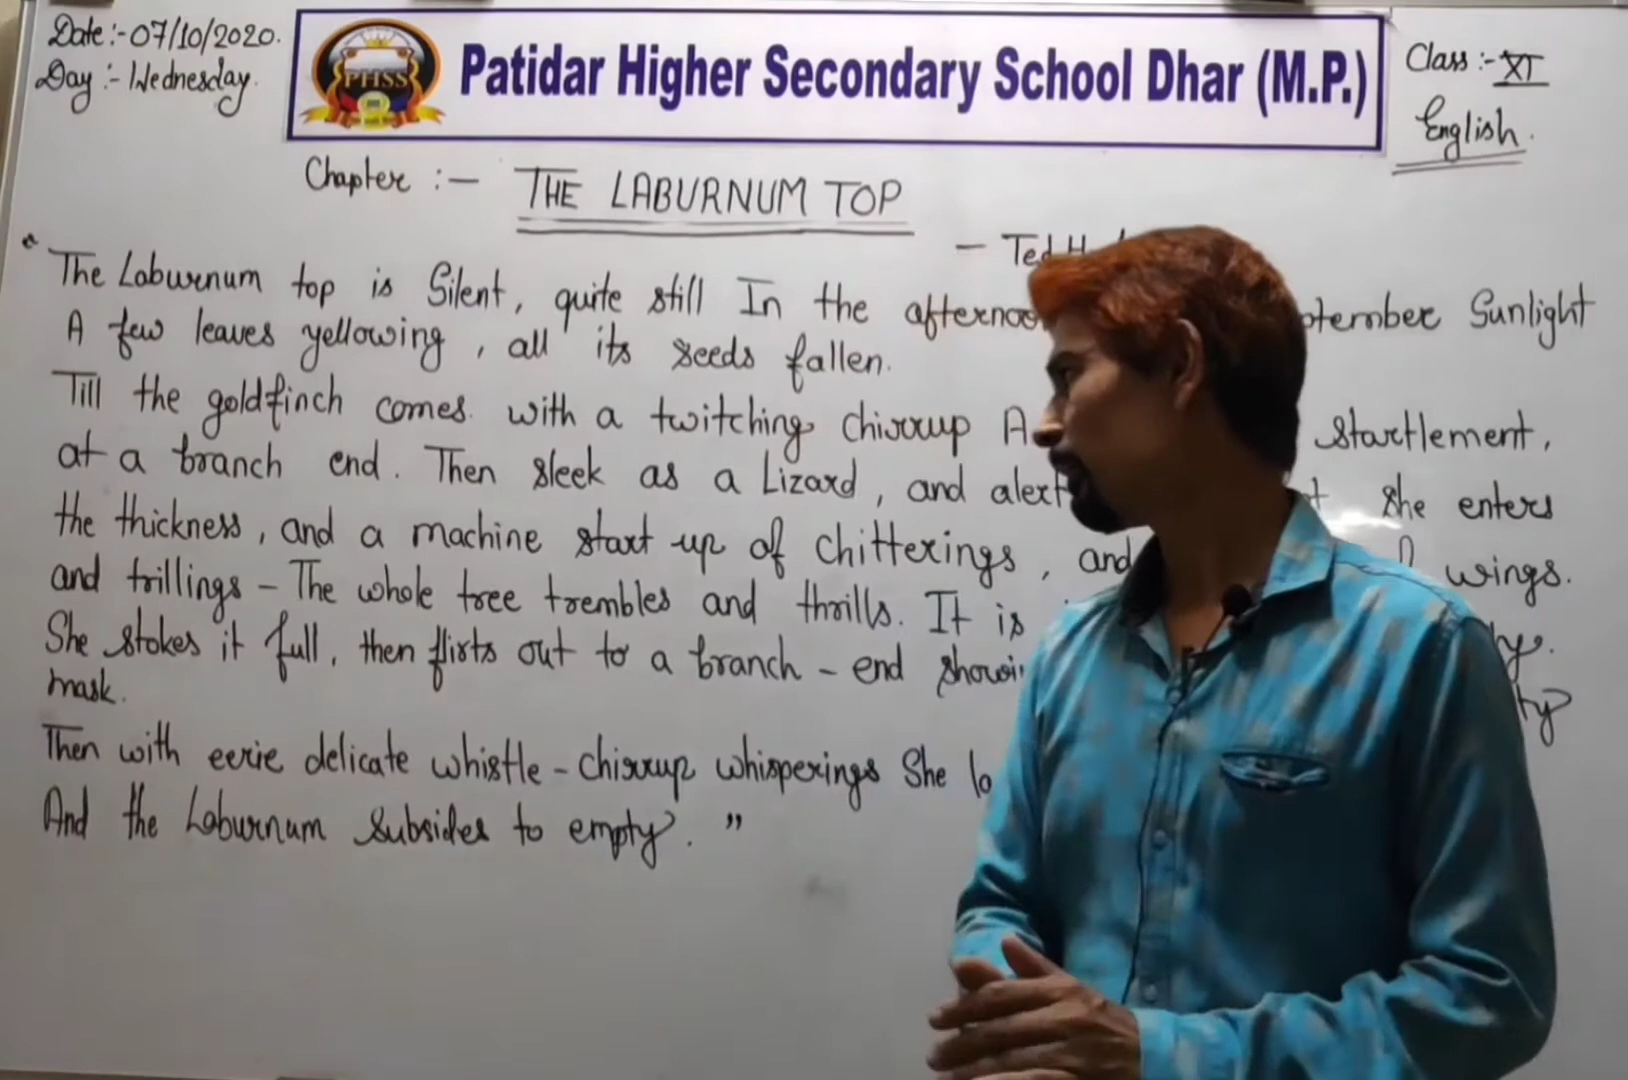 Date:-07/10/2020.
Day:-Wednesday.
PHSS
Patidar Higher Secondary School Dhar (M.P.)
Class:-XI
English.
Chapter :- THE LABURNUM TOP
- Ted
"The Laburnum top is Silent, quite still In the Sunlight
A few leaves yellowing, all its seeds fallen.
Till the goldfinch comes. with a twitching chirrup A startlement,
at a branch end. Then sleek as a Lizard, and alert she enters
the thickness, and a machine start up of chitterings, and wings.
and trillings - The whole tree trembles and thrills. It is
She stokes it full, then flirts out to a branch - end
mask.
Then with eerie delicate whistle - chirrup whisperings She
And the Laburnum Subsides to empty."